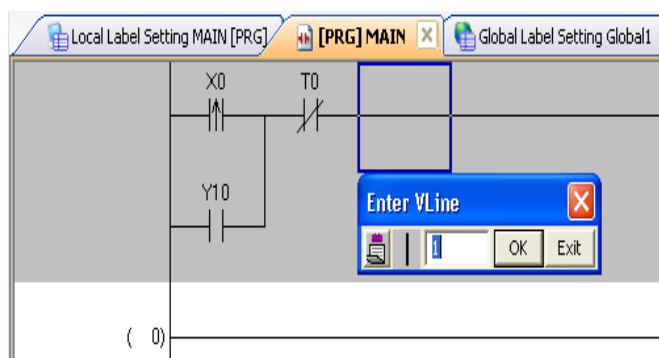 Local Label Setting MAIN [PRG]
[PRG] MAIN
Global Label Setting Global1
X0
T0
Y10
Enter VLine
1
OK
Exit
( 0)